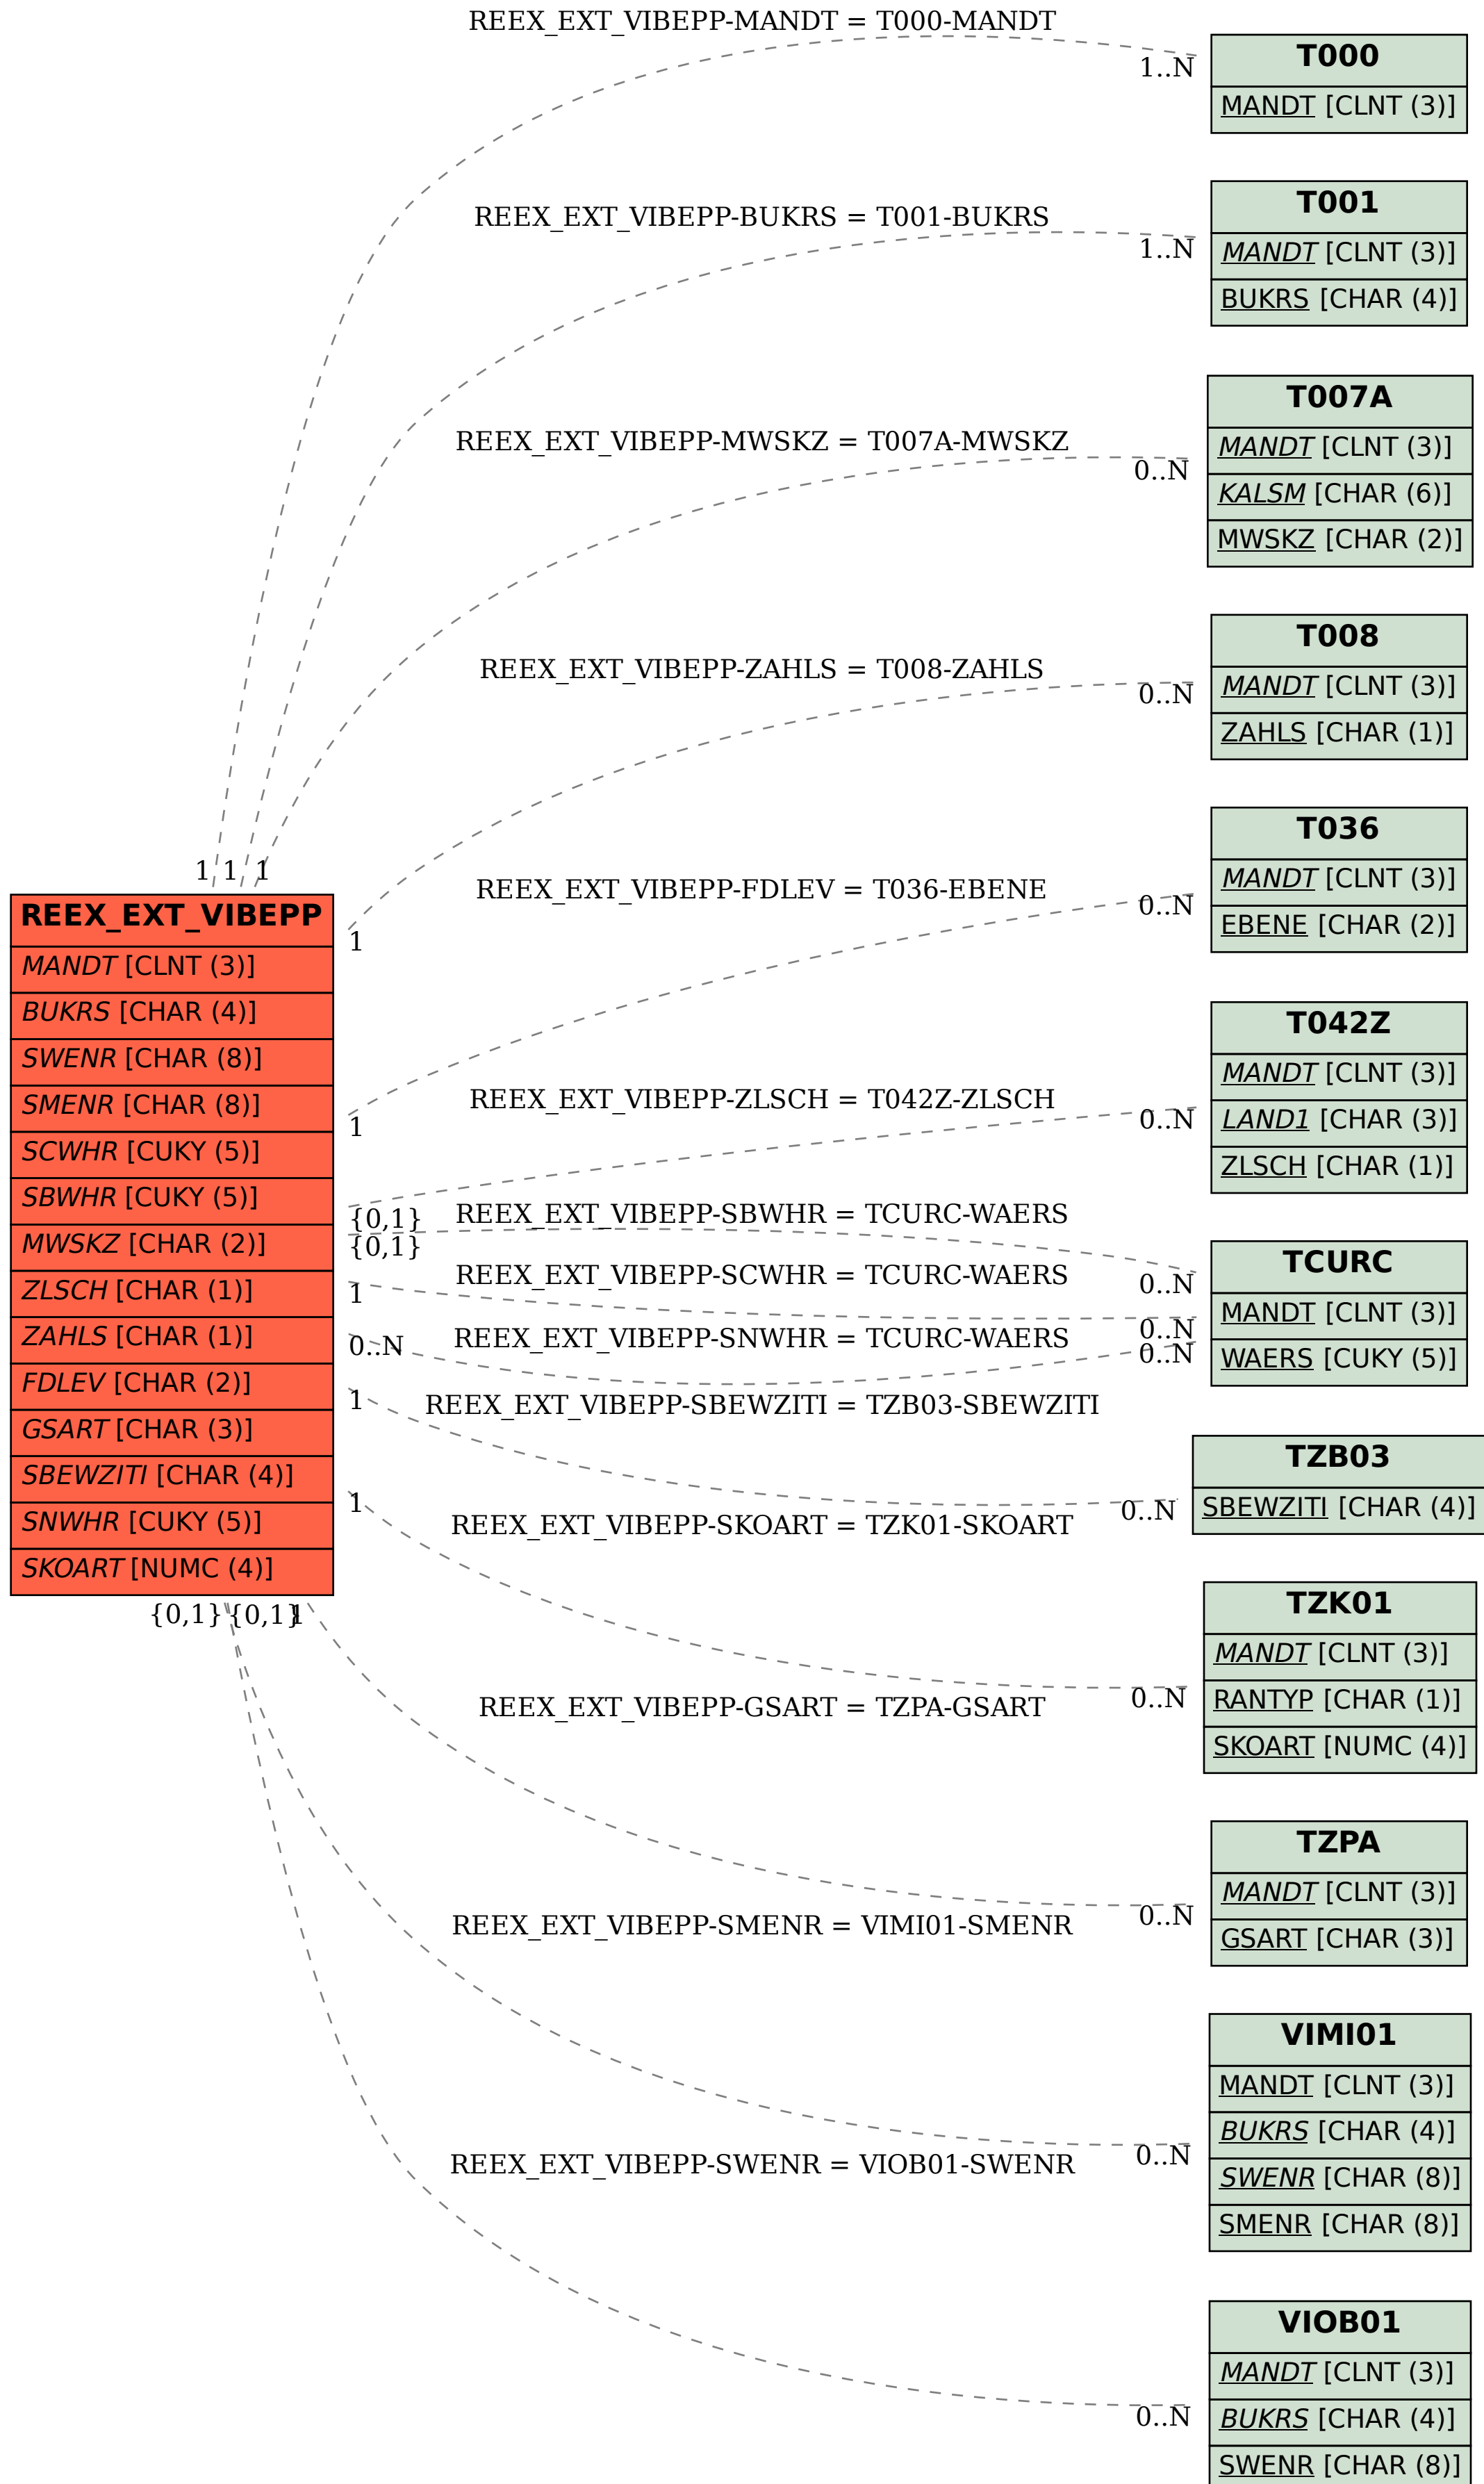 REEX_EXT_VIBEPP-MANDT = T000-MANDT
1..N
T000
MANDT [CLNT (3)]
REEX_EXT_VIBEPP-BUKRS = T001-BUKRS
1..N
T001
MANDT [CLNT (3)]
BUKRS [CHAR (4)]
REEX_EXT_VIBEPP-MWSKZ = T007A-MWSKZ
0..N
T007A
MANDT [CLNT (3)]
KALSM [CHAR (6)]
MWSKZ [CHAR (2)]
REEX_EXT_VIBEPP-ZAHLS = T008-ZAHLS
0..N
T008
MANDT [CLNT (3)]
ZAHLS [CHAR (1)]
REEX_EXT_VIBEPP-FDLEV = T036-EBENE
0..N
T036
MANDT [CLNT (3)]
EBENE [CHAR (2)]
1 1 1
REEX_EXT_VIBEPP
MANDT [CLNT (3)]
BUKRS [CHAR (4)]
SWENR [CHAR (8)]
SMENR [CHAR (8)]
SCWHR [CUKY (5)]
SBWHR [CUKY (5)]
MWSKZ [CHAR (2)]
ZLSCH [CHAR (1)]
ZAHLS [CHAR (1)]
FDLEV [CHAR (2)]
GSART [CHAR (3)]
SBEWZITI [CHAR (4)]
SNWHR [CUKY (5)]
SKOART [NUMC (4)]
1
1
{0,1}
{0,1}
1
0..N
1
1
{0,1} {0,1} 1
REEX_EXT_VIBEPP-ZLSCH = T042Z-ZLSCH
0..N
T042Z
MANDT [CLNT (3)]
LAND1 [CHAR (3)]
ZLSCH [CHAR (1)]
REEX_EXT_VIBEPP-SBWHR = TCURC-WAERS
0..N
REEX_EXT_VIBEPP-SCWHR = TCURC-WAERS
0..N
REEX_EXT_VIBEPP-SNWHR = TCURC-WAERS
0..N
TCURC
MANDT [CLNT (3)]
WAERS [CUKY (5)]
REEX_EXT_VIBEPP-SBEWZITI = TZB03-SBEWZITI
0..N
TZB03
SBEWZITI [CHAR (4)]
REEX_EXT_VIBEPP-SKOART = TZK01-SKOART
0..N
TZK01
MANDT [CLNT (3)]
RANTYP [CHAR (1)]
SKOART [NUMC (4)]
REEX_EXT_VIBEPP-GSART = TZPA-GSART
0..N
TZPA
MANDT [CLNT (3)]
GSART [CHAR (3)]
REEX_EXT_VIBEPP-SMENR = VIMI01-SMENR
0..N
VIMI01
MANDT [CLNT (3)]
BUKRS [CHAR (4)]
SWENR [CHAR (8)]
SMENR [CHAR (8)]
REEX_EXT_VIBEPP-SWENR = VIOB01-SWENR
0..N
VIOB01
MANDT [CLNT (3)]
BUKRS [CHAR (4)]
SWENR [CHAR (8)]